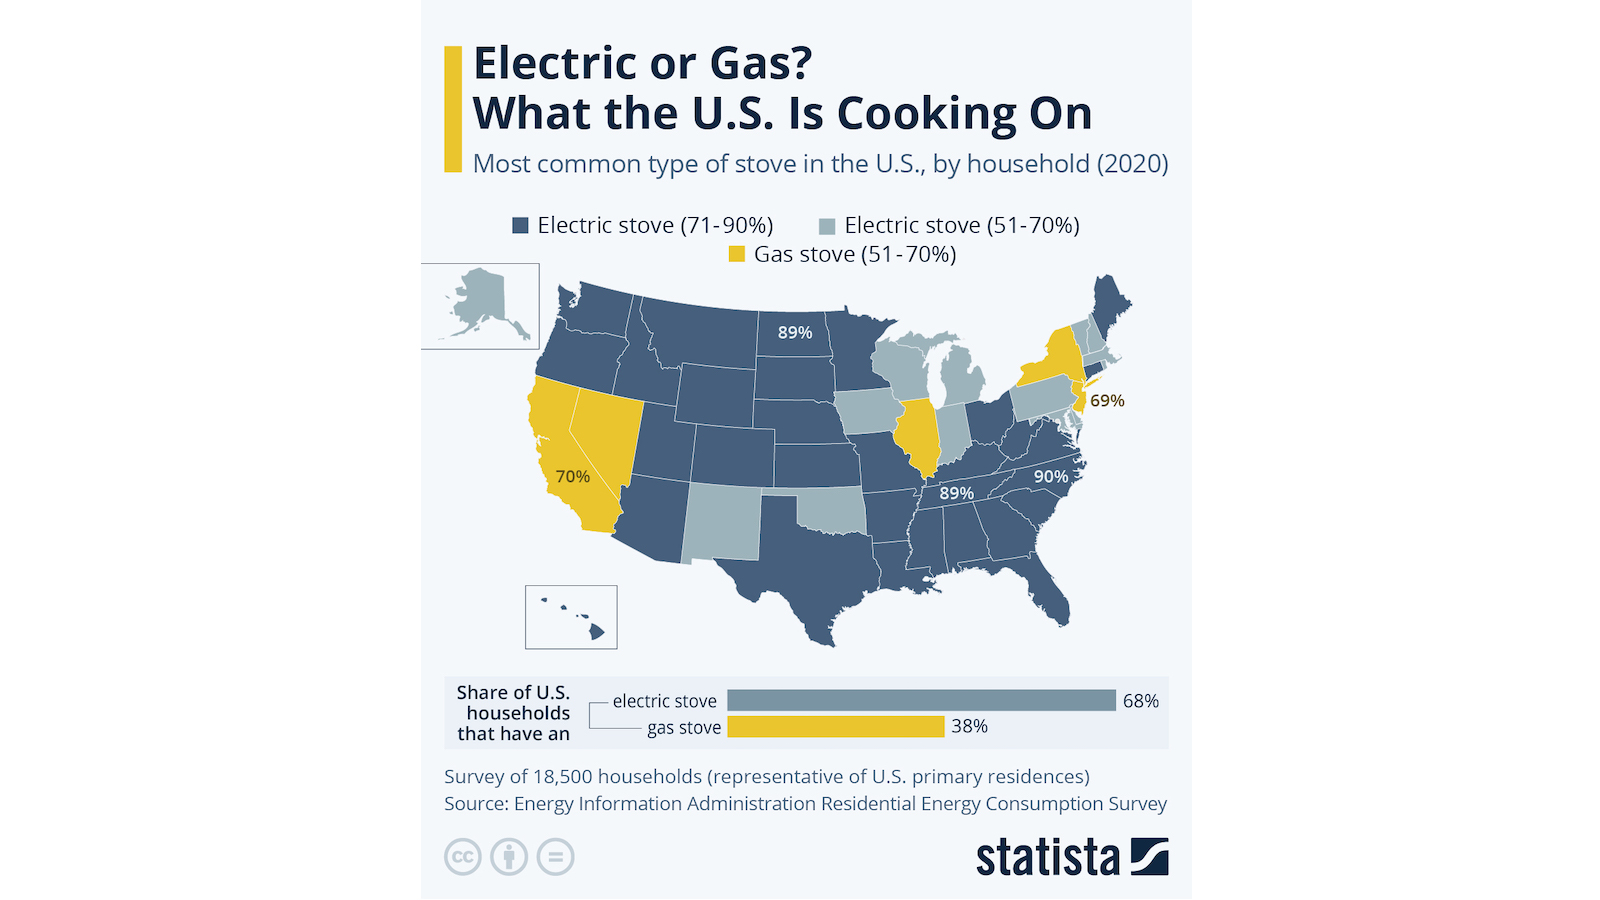 Electric or Gas?
What the U.S. Is Cooking On
Most common type of stove in the U.S., by household (2020)
Electric stove (71-90%)
Electric stove (51-70%)
Gas stove (51-70%)
89%
69%
70%
90%
89%
Share of U.S.
households
that have an
electric stove
68%
gas stove
38%
Survey of 18,500 households (representative of U.S. primary residences)
Source: Energy Information Administration Residential Energy Consumption Survey
cc
=
statista